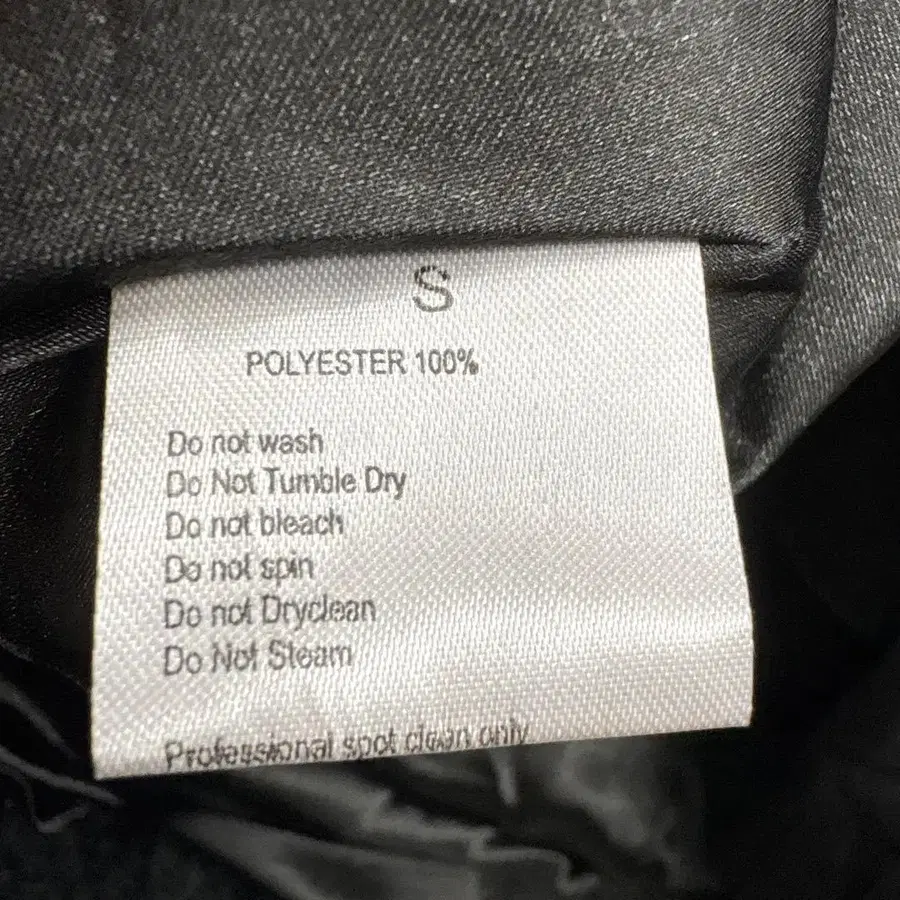 S
POLYESTER 100%
Do not wash
Do Not Tumble Dry
Do not bleach
Do not spin
Do not Dryclean
Do Not Steam
Professional spot clean only